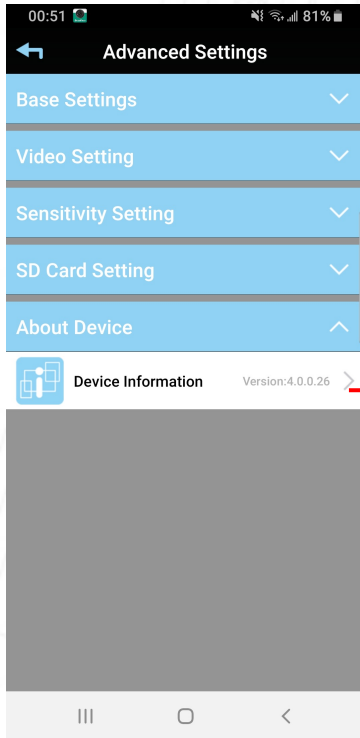 00:51 81%
Advanced Settings
Base Settings
Video Setting
Sensitivity Setting
SD Card Setting
About Device
Device Information Version:4.0.0.26